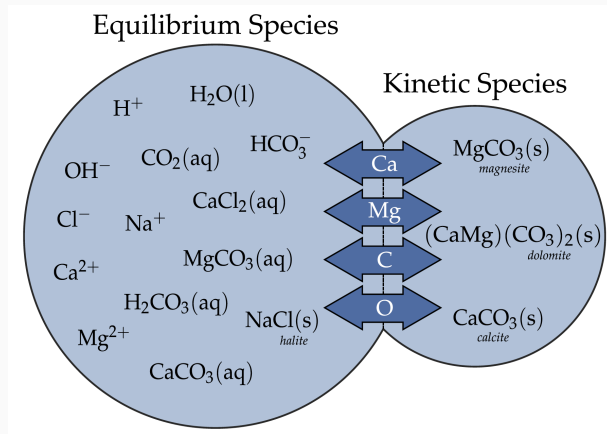 Equilibrium Species
Kinetic Species
H⁺
H₂O(l)
HCO₃⁻
OH⁻
CO₂(aq)
CaCl₂(aq)
Cl⁻
Na⁺
MgCO₃(aq)
Ca²⁺
H₂CO₃(aq)
NaCl(s)
halite
Mg²⁺
CaCO₃(aq)
Ca
Mg
C
O
MgCO₃(s)
magnesite
(CaMg)(CO₃)₂(s)
dolomite
CaCO₃(s)
calcite